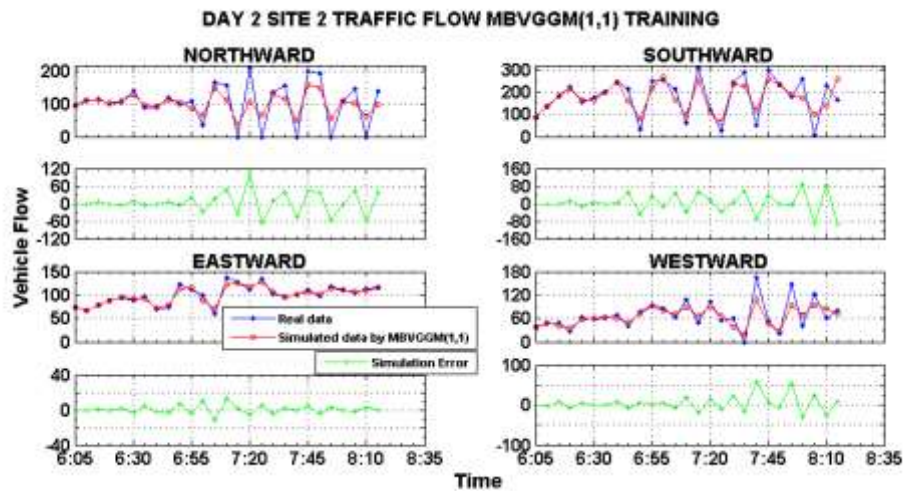 DAY 2 SITE 2 TRAFFIC FLOW MBVGGM(1,1) TRAINING
NORTHWARD
200
100
0
120
60
0
-60
-120
SOUTHWARD
300
200
100
0
160
80
0
-80
-160
Vehicle Flow
EASTWARD
150
100
50
0
Real data
Simulated data by MBVGGM(1,1)
Simulation Error
40
0
-40
6:05 6:30 6:55 7:20 7:45 8:10 8:35
WESTWARD
180
120
60
0
100
0
-100
6:05 6:30 6:55 7:20 7:45 8:10 8:35
Time